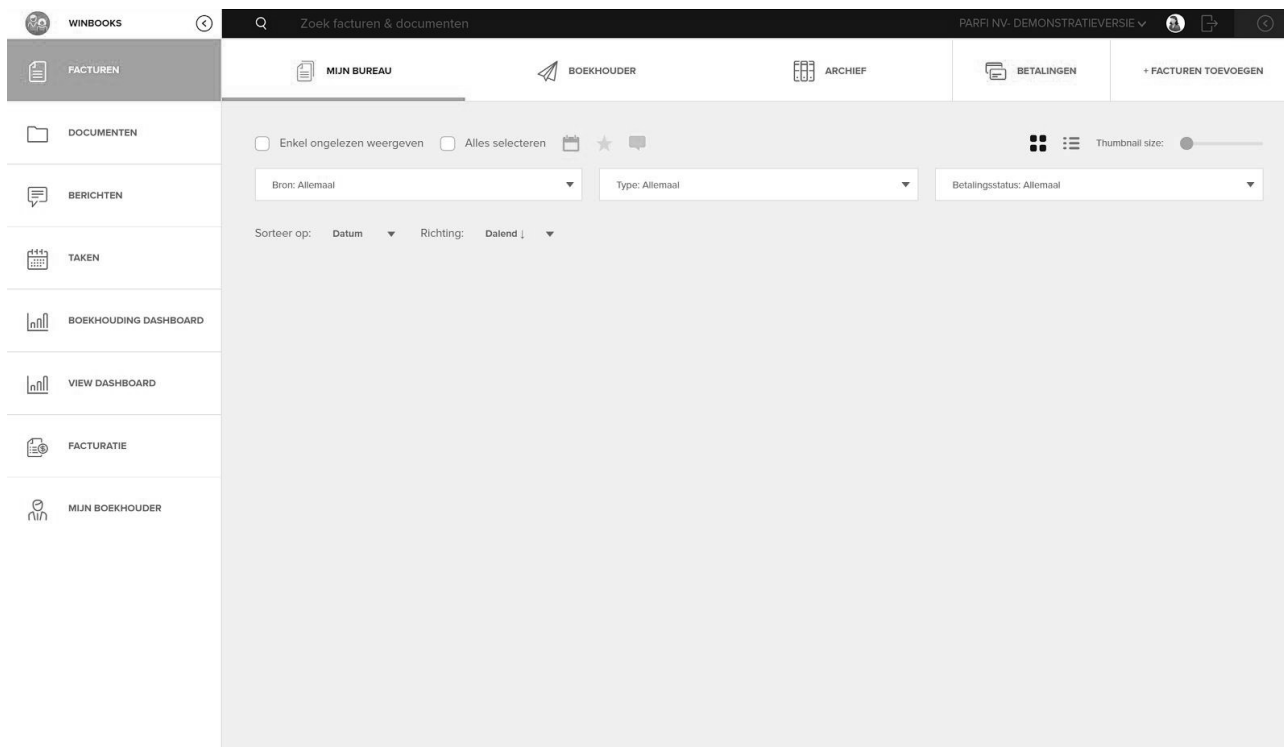 WINBOOKS
Zoek facturen & documenten
PARFI NV- DEMONSTRATIEVERSIE
FACTUREN
MIJN BUREAU
BOEKHOUDER
ARCHIEF
BETALINGEN
+ FACTUREN TOEVOEGEN
DOCUMENTEN
Enkel ongelezen weergeven
Alles selecteren
Thumbnail size:
BERICHTEN
Bron: Allemaal
Type: Allemaal
Betalingsstatus: Allemaal
Sorteer op: Datum
Richting: Dalend ↓
TAKEN
BOEKHOUDING DASHBOARD
VIEW DASHBOARD
FACTURATIE
MIJN BOEKHOUDER